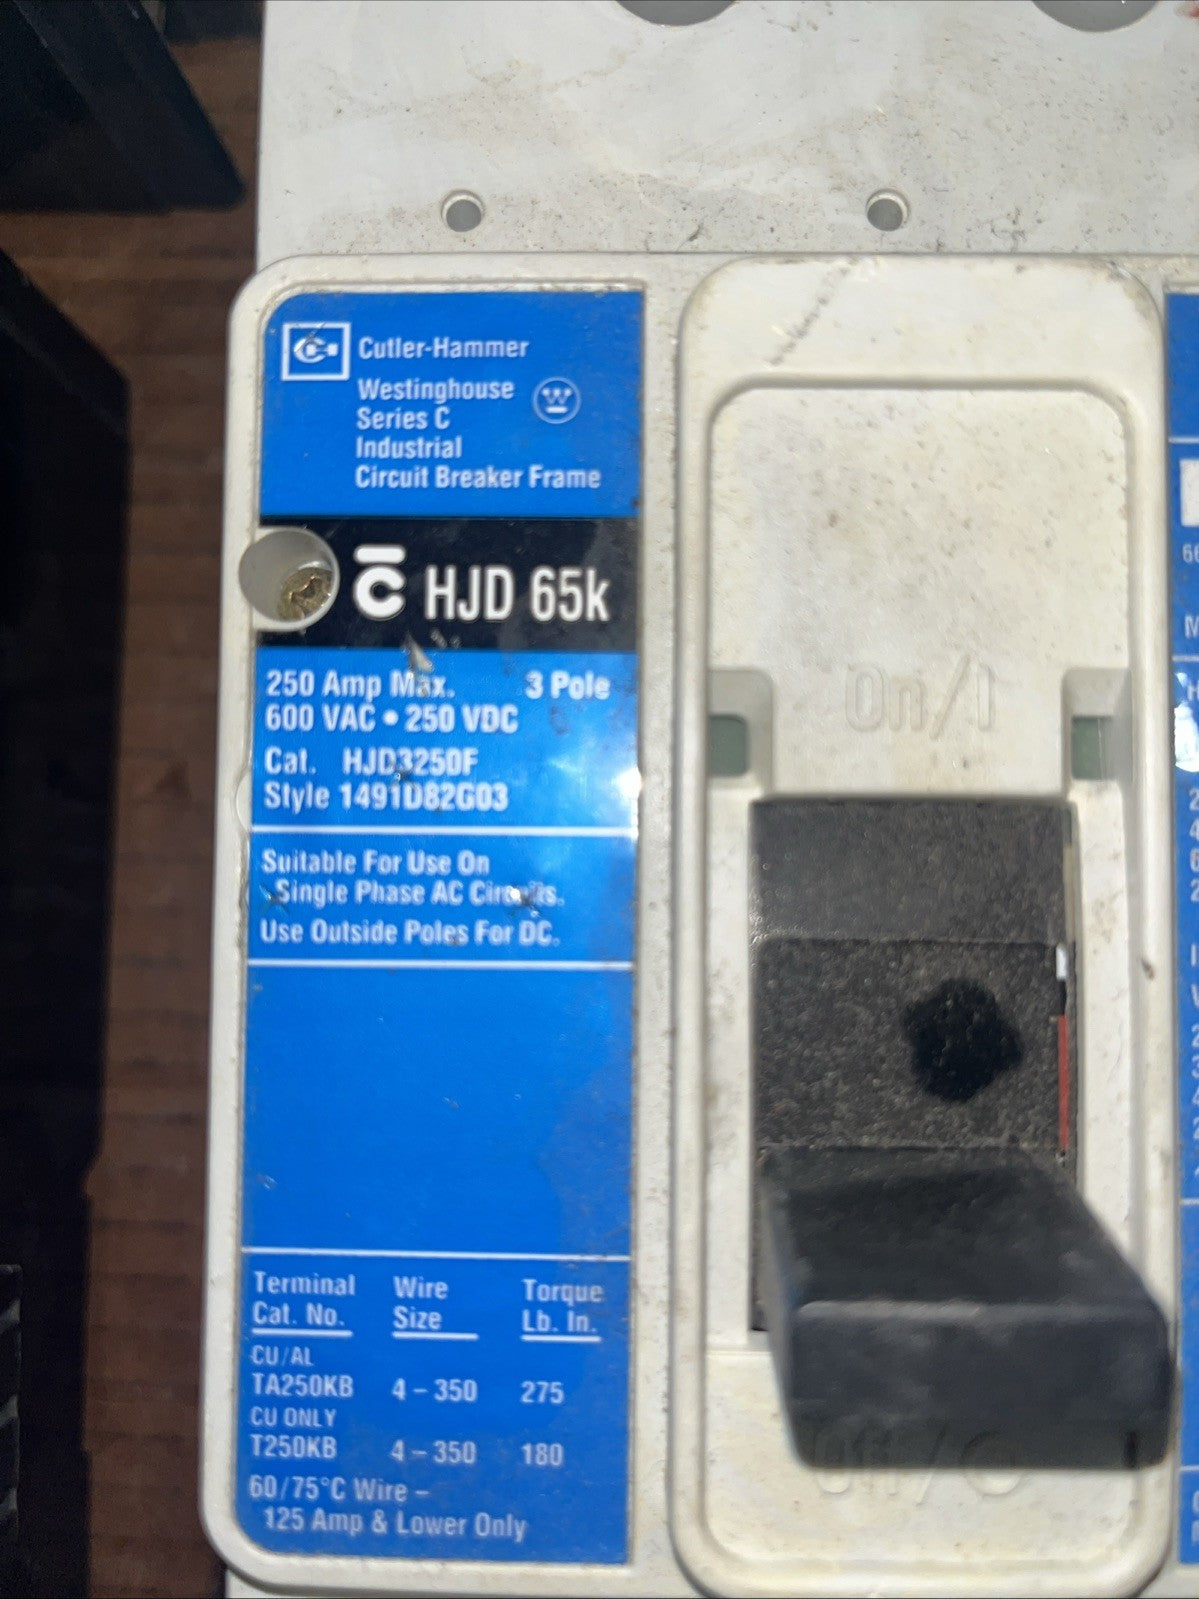 Cutler-Hammer
Westinghouse
Series C
Industrial
Circuit Breaker Frame
C HJD 65k
250 Amp Max. 3 Pole
600 VAC • 250 VDC
Cat. HJD3250F
Style 1491D82G03
Suitable For Use On
Single Phase AC Circuits.
Use Outside Poles For DC.
Terminal Wire Torque
Cat. No. Size Lb. In.
CU/AL
TA250KB 4 – 350 275
CU ONLY
T250KB 4 – 350 180
60/75°C Wire –
125 Amp & Lower Only
On/I
Off/O